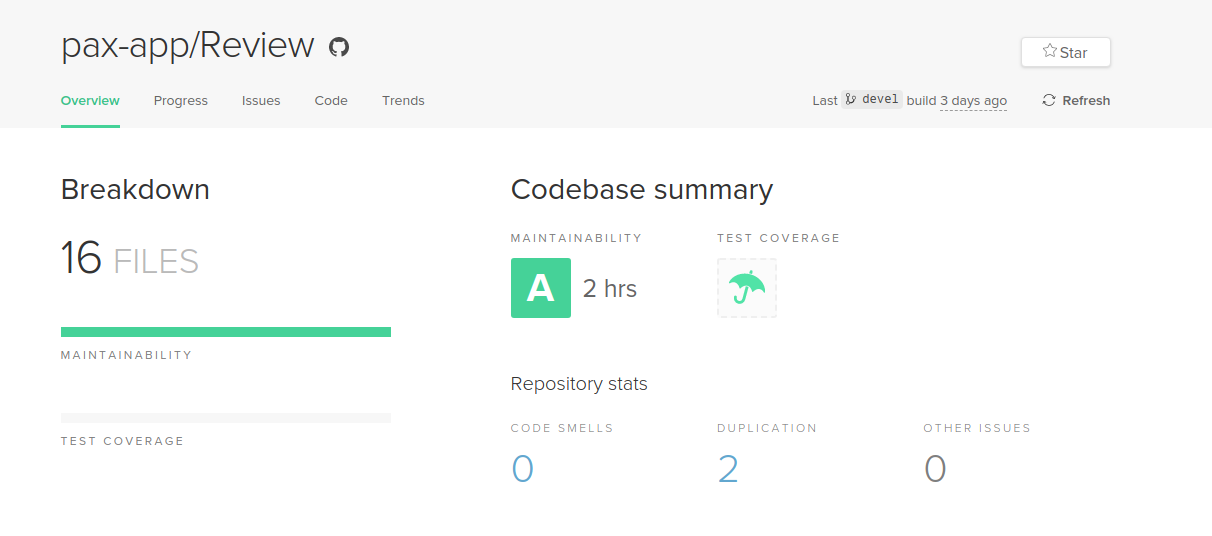 pax-app/Review
Star
Overview Progress Issues Code Trends
Last devel build 3 days ago Refresh
Breakdown
16 FILES
MAINTAINABILITY
TEST COVERAGE
Codebase summary
MAINTAINABILITY TEST COVERAGE
A 2 hrs
Repository stats
CODE SMELLS DUPLICATION OTHER ISSUES
0 2 0